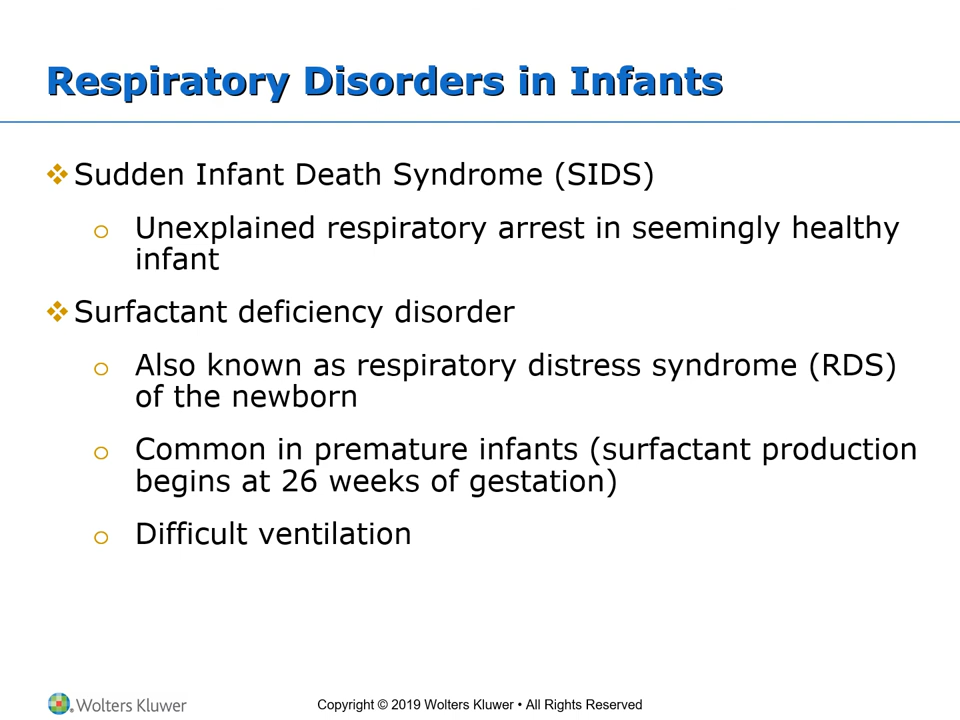 Respiratory Disorders in Infants
❖ Sudden Infant Death Syndrome (SIDS)
o Unexplained respiratory arrest in seemingly healthy
infant
❖ Surfactant deficiency disorder
o Also known as respiratory distress syndrome (RDS)
of the newborn
o Common in premature infants (surfactant production
begins at 26 weeks of gestation)
o Difficult ventilation
Wolters Kluwer
Copyright © 2019 Wolters Kluwer • All Rights Reserved